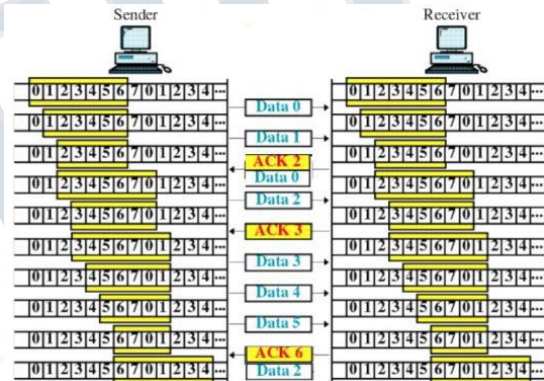 Sender Receiver
0 1 2 3 4 5 6 7 0 1 2 3 4 ... 0 1 2 3 4 5 6 7 0 1 2 3 4 ...
Data 0
0 1 2 3 4 5 6 7 0 1 2 3 4 ... 0 1 2 3 4 5 6 7 0 1 2 3 4 ...
Data 1
0 1 2 3 4 5 6 7 0 1 2 3 4 ... 0 1 2 3 4 5 6 7 0 1 2 3 4 ...
ACK 2
Data 0
0 1 2 3 4 5 6 7 0 1 2 3 4 ... 0 1 2 3 4 5 6 7 0 1 2 3 4 ...
Data 2
0 1 2 3 4 5 6 7 0 1 2 3 4 ... 0 1 2 3 4 5 6 7 0 1 2 3 4 ...
ACK 3
0 1 2 3 4 5 6 7 0 1 2 3 4 ... 0 1 2 3 4 5 6 7 0 1 2 3 4 ...
Data 3
0 1 2 3 4 5 6 7 0 1 2 3 4 ... 0 1 2 3 4 5 6 7 0 1 2 3 4 ...
Data 4
0 1 2 3 4 5 6 7 0 1 2 3 4 ... 0 1 2 3 4 5 6 7 0 1 2 3 4 ...
Data 5
0 1 2 3 4 5 6 7 0 1 2 3 4 ... 0 1 2 3 4 5 6 7 0 1 2 3 4 ...
ACK 6
0 1 2 3 4 5 6 7 0 1 2 3 4 ... Data 2 0 1 2 3 4 5 6 7 0 1 2 3 4 ...